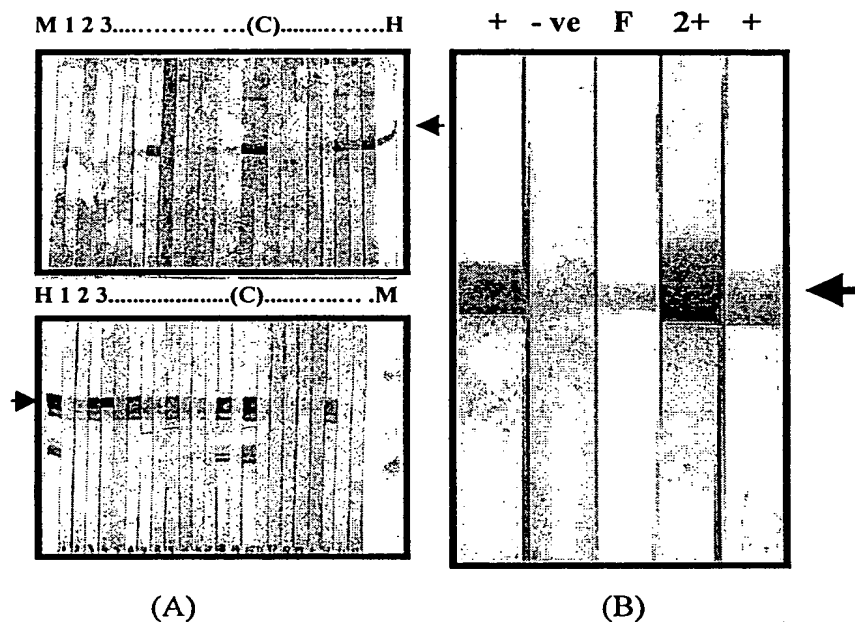 M 1 2 3..................(C)................H
+ - ve F 2+ +
H 1 2 3.......................(C)............ .M
(A)
(B)